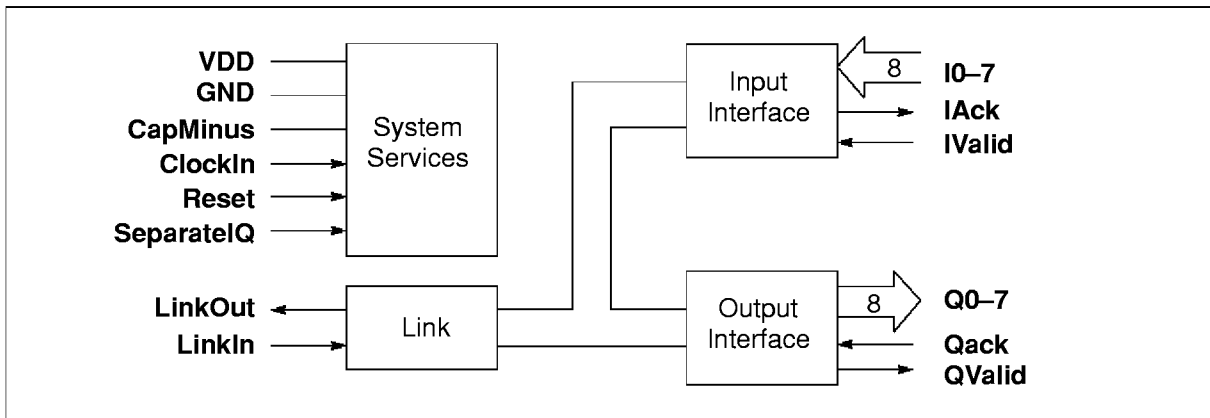 VDD
GND
CapMinus
ClockIn
Reset
SeparateIQ
System
Services
LinkOut
LinkIn
Link
Input
Interface
8
I0–7
IAck
IValid
Output
Interface
8
Q0–7
Qack
QValid